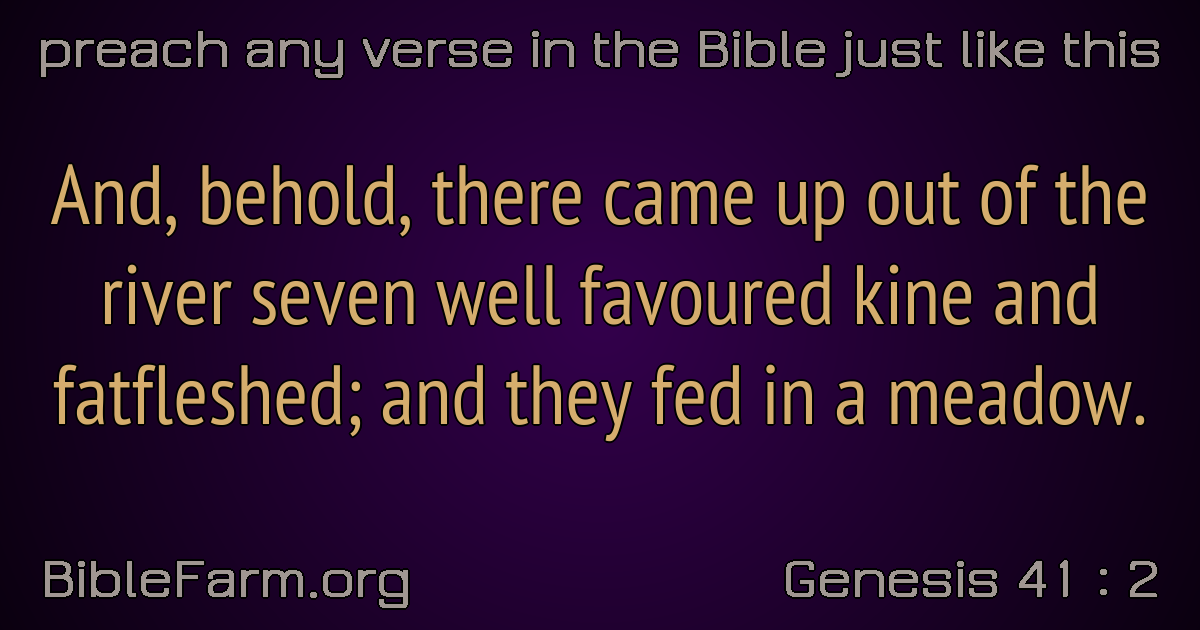 preach any verse in the Bible just like this
And, behold, there came up out of the
river seven well favoured kine and
fatfleshed; and they fed in a meadow.
BibleFarm.org
Genesis 41 : 2